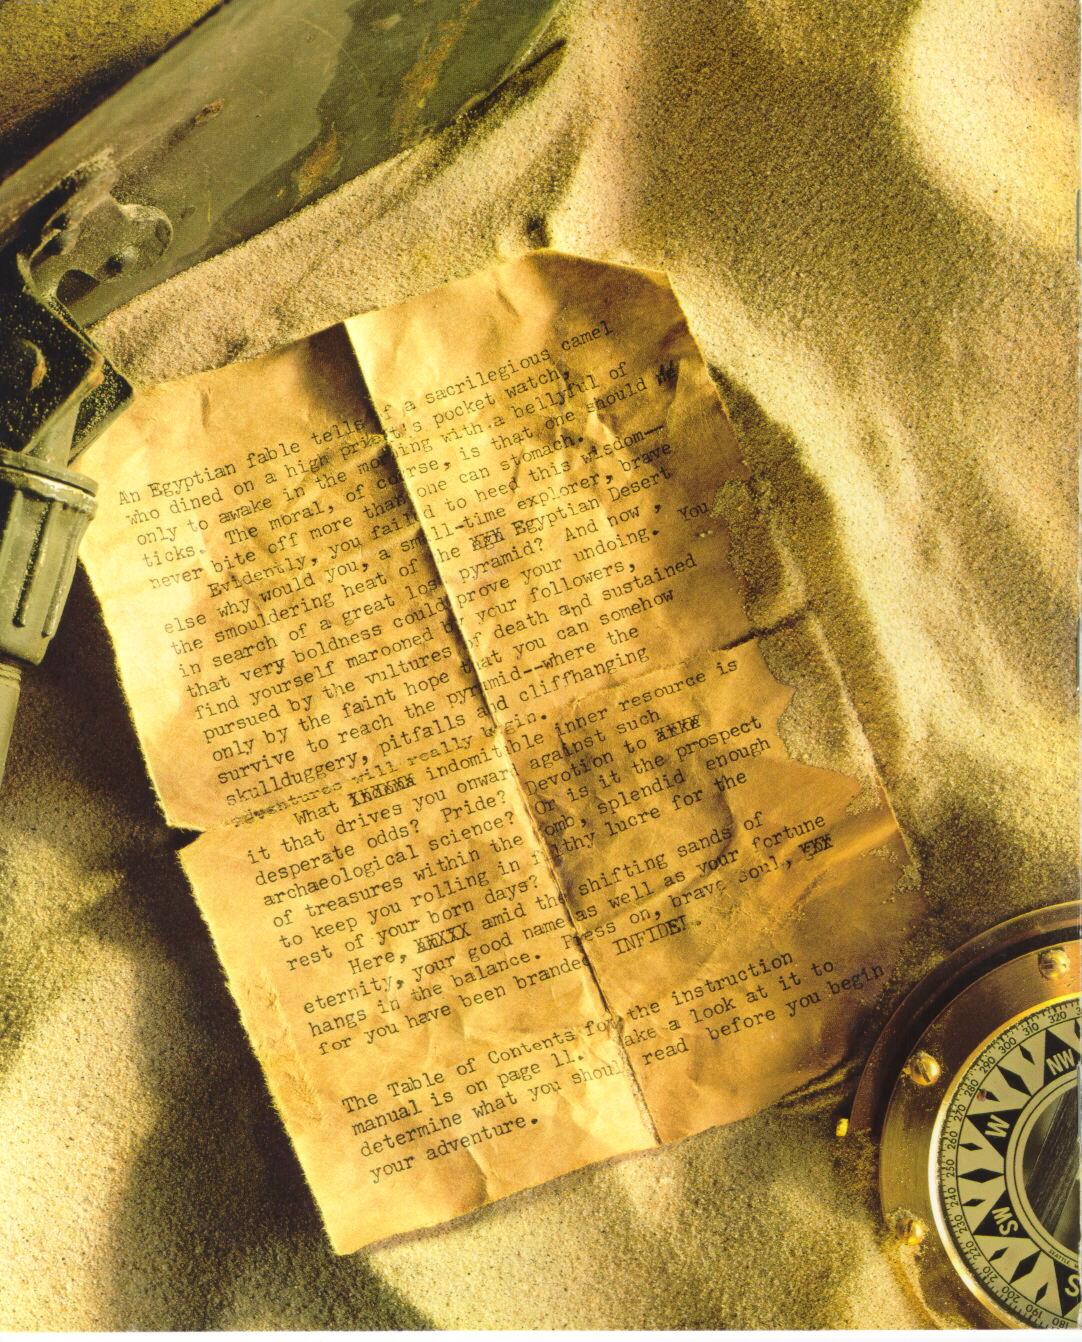 An Egyptian fable tells of a sacrilegious camel
who dined on a high priest's pocket watch,
only to awake in the morning with a bellyful of
ticks. The moral, of course, is that one should
never bite off more than one can stomach.
Evidently, you failed to heed this wisdom--
else why would you, a small-time explorer, brave
the smouldering heat of the XXX Egyptian Desert
in search of a great lost pyramid? And now,
that very boldness could prove your undoing. You
find yourself marooned by your followers,
pursued by the vultures of death and sustained
only by the faint hope that you can somehow
survive to reach the pyramid--where the
skullduggery, pitfalls and cliffhanging
adventures will really begin.
What XXXXXX indomitable inner resource is
it that drives you onward against such
desperate odds? Pride? Devotion to XXXX
archaeological science? Or is it the prospect
of treasures within the tomb, splendid enough
to keep you rolling in filthy lucre for the
rest of your born days?
Here, XXXXX amid the shifting sands of
eternity, your good name as well as your fortune
hangs in the balance. Press on, brave soul, XXX
for you have been branded INFIDEL.
The Table of Contents for the instruction
manual is on page 11. Take a look at it to
determine what you should read before you begin
your adventure.
320
310
300
290
280
270
260
250
240
230
220
210
200
190
180
NW
W
SW
S